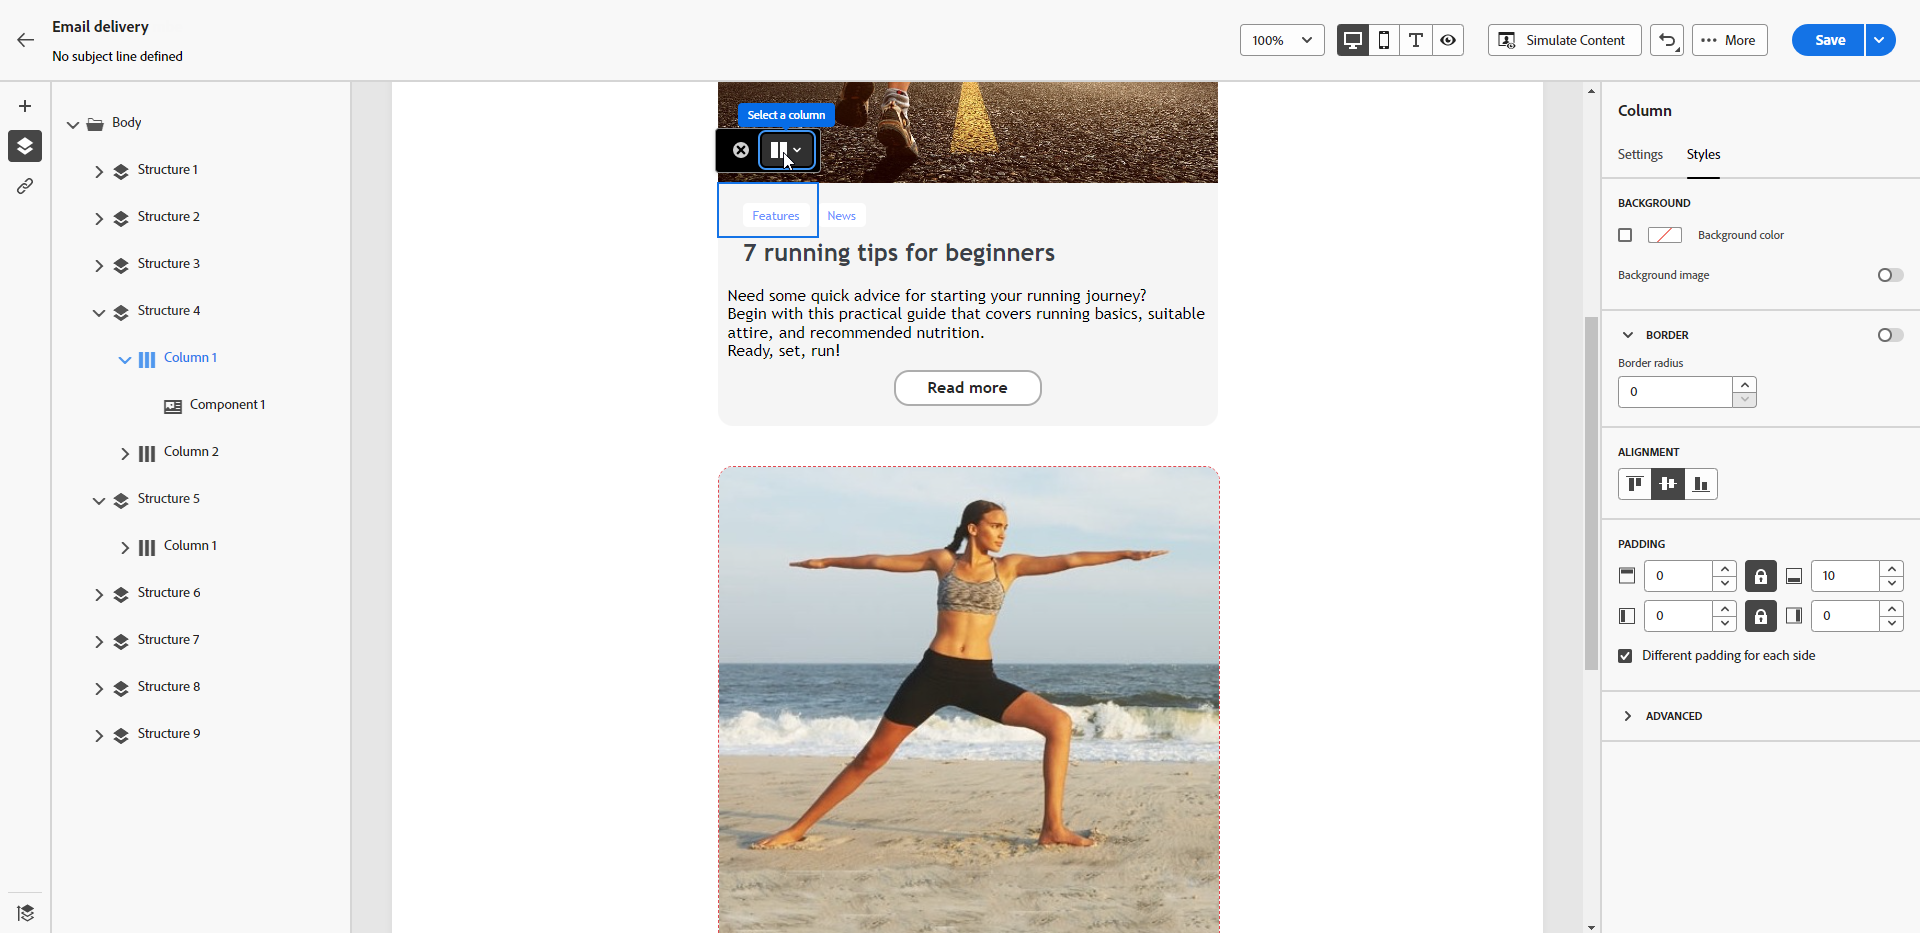 Email delivery
No subject line defined
100%
Simulate Content
More
Save
Body
Structure 1
Structure 2
Structure 3
Structure 4
Column 1
Component 1
Column 2
Structure 5
Column 1
Structure 6
Structure 7
Structure 8
Structure 9
Select a column
Features News
7 running tips for beginners
Need some quick advice for starting your running journey?
Begin with this practical guide that covers running basics, suitable
attire, and recommended nutrition.
Ready, set, run!
Read more
Column
Settings Styles
BACKGROUND
Background color
Background image
BORDER
Border radius
0
ALIGNMENT
PADDING
0 10
0 0
Different padding for each side
ADVANCED